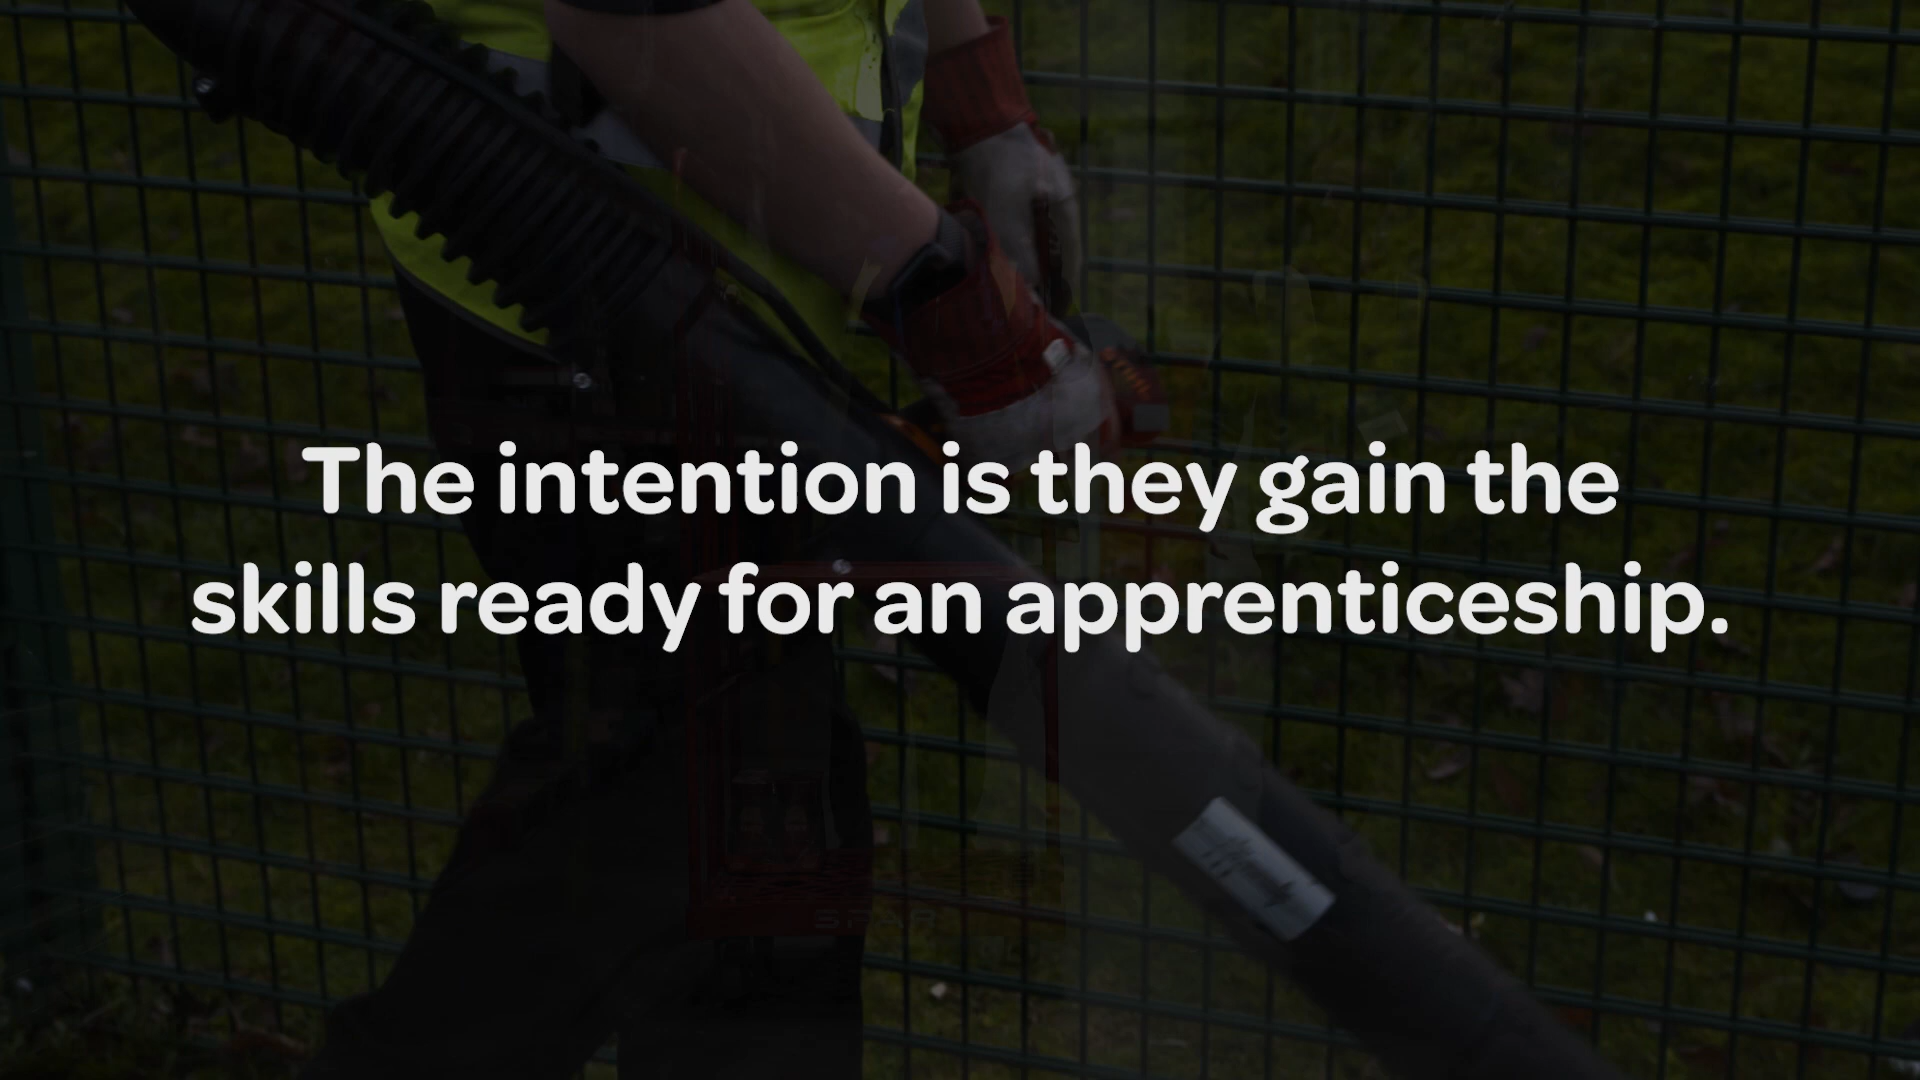 The intention is they gain the
skills ready for an apprenticeship.